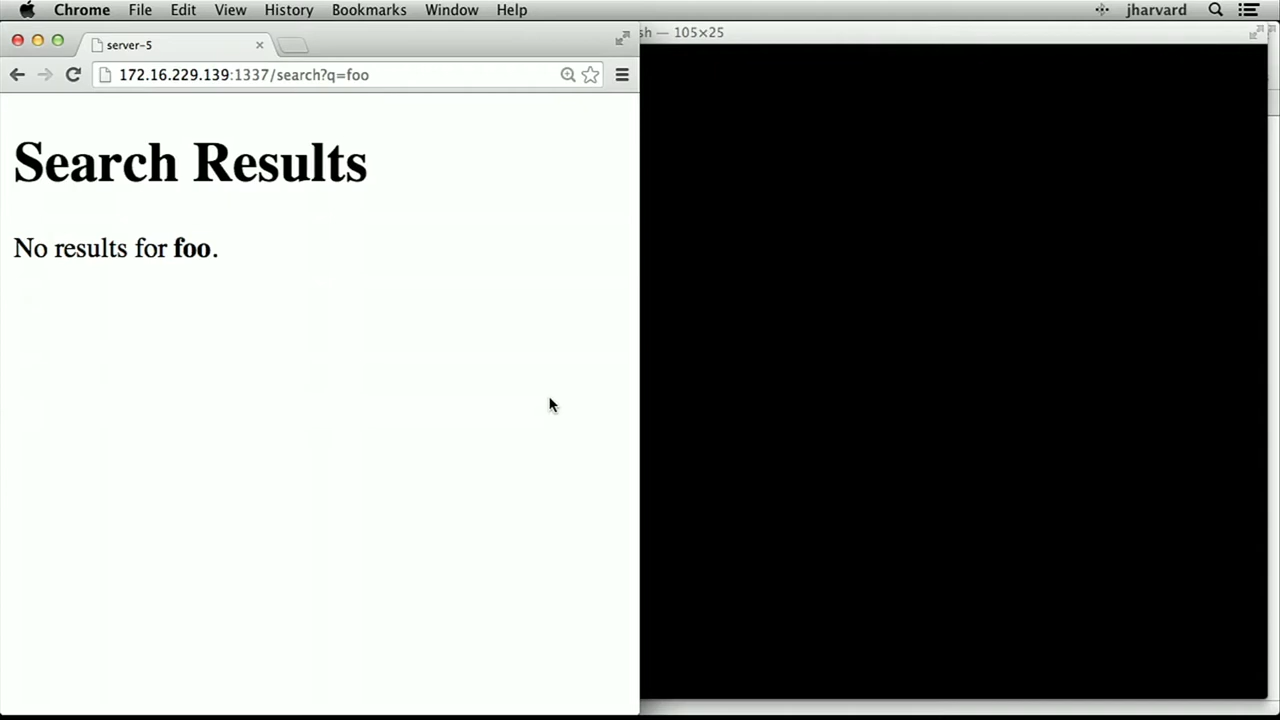 Chrome File Edit View History Bookmarks Window Help jharvard
sh — 105×25
server-5
172.16.229.139:1337/search?q=foo
Search Results
No results for foo.